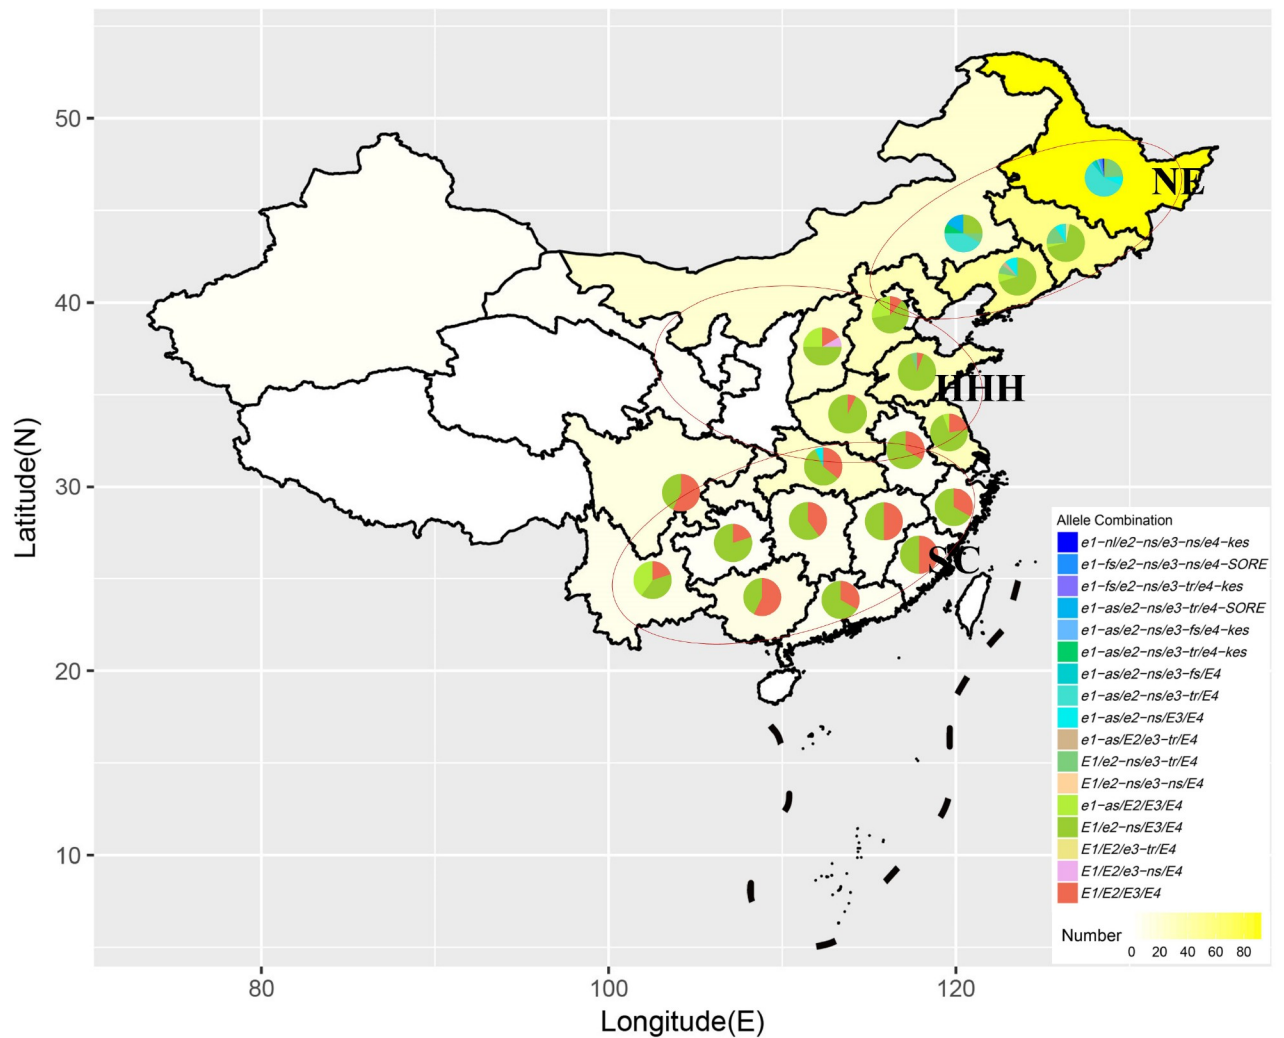 50
40
30
20
10
Latitude(N)
80
100
120
Longitude(E)
NE
HHH
SC
Allele Combination
e1−nl/e2−ns/e3−ns/e4−kes
e1−fs/e2−ns/e3−ns/e4−SORE
e1−fs/e2−ns/e3−tr/e4−kes
e1−as/e2−ns/e3−tr/e4−SORE
e1−as/e2−ns/e3−fs/e4−kes
e1−as/e2−ns/e3−tr/e4−kes
e1−as/e2−ns/e3−fs/E4
e1−as/e2−ns/e3−tr/E4
e1−as/e2−ns/E3/E4
e1−as/E2/e3−tr/E4
E1/e2−ns/e3−tr/E4
E1/e2−ns/e3−ns/E4
e1−as/E2/E3/E4
E1/e2−ns/E3/E4
E1/E2/e3−tr/E4
E1/E2/e3−ns/E4
E1/E2/E3/E4
Number
0 20 40 60 80